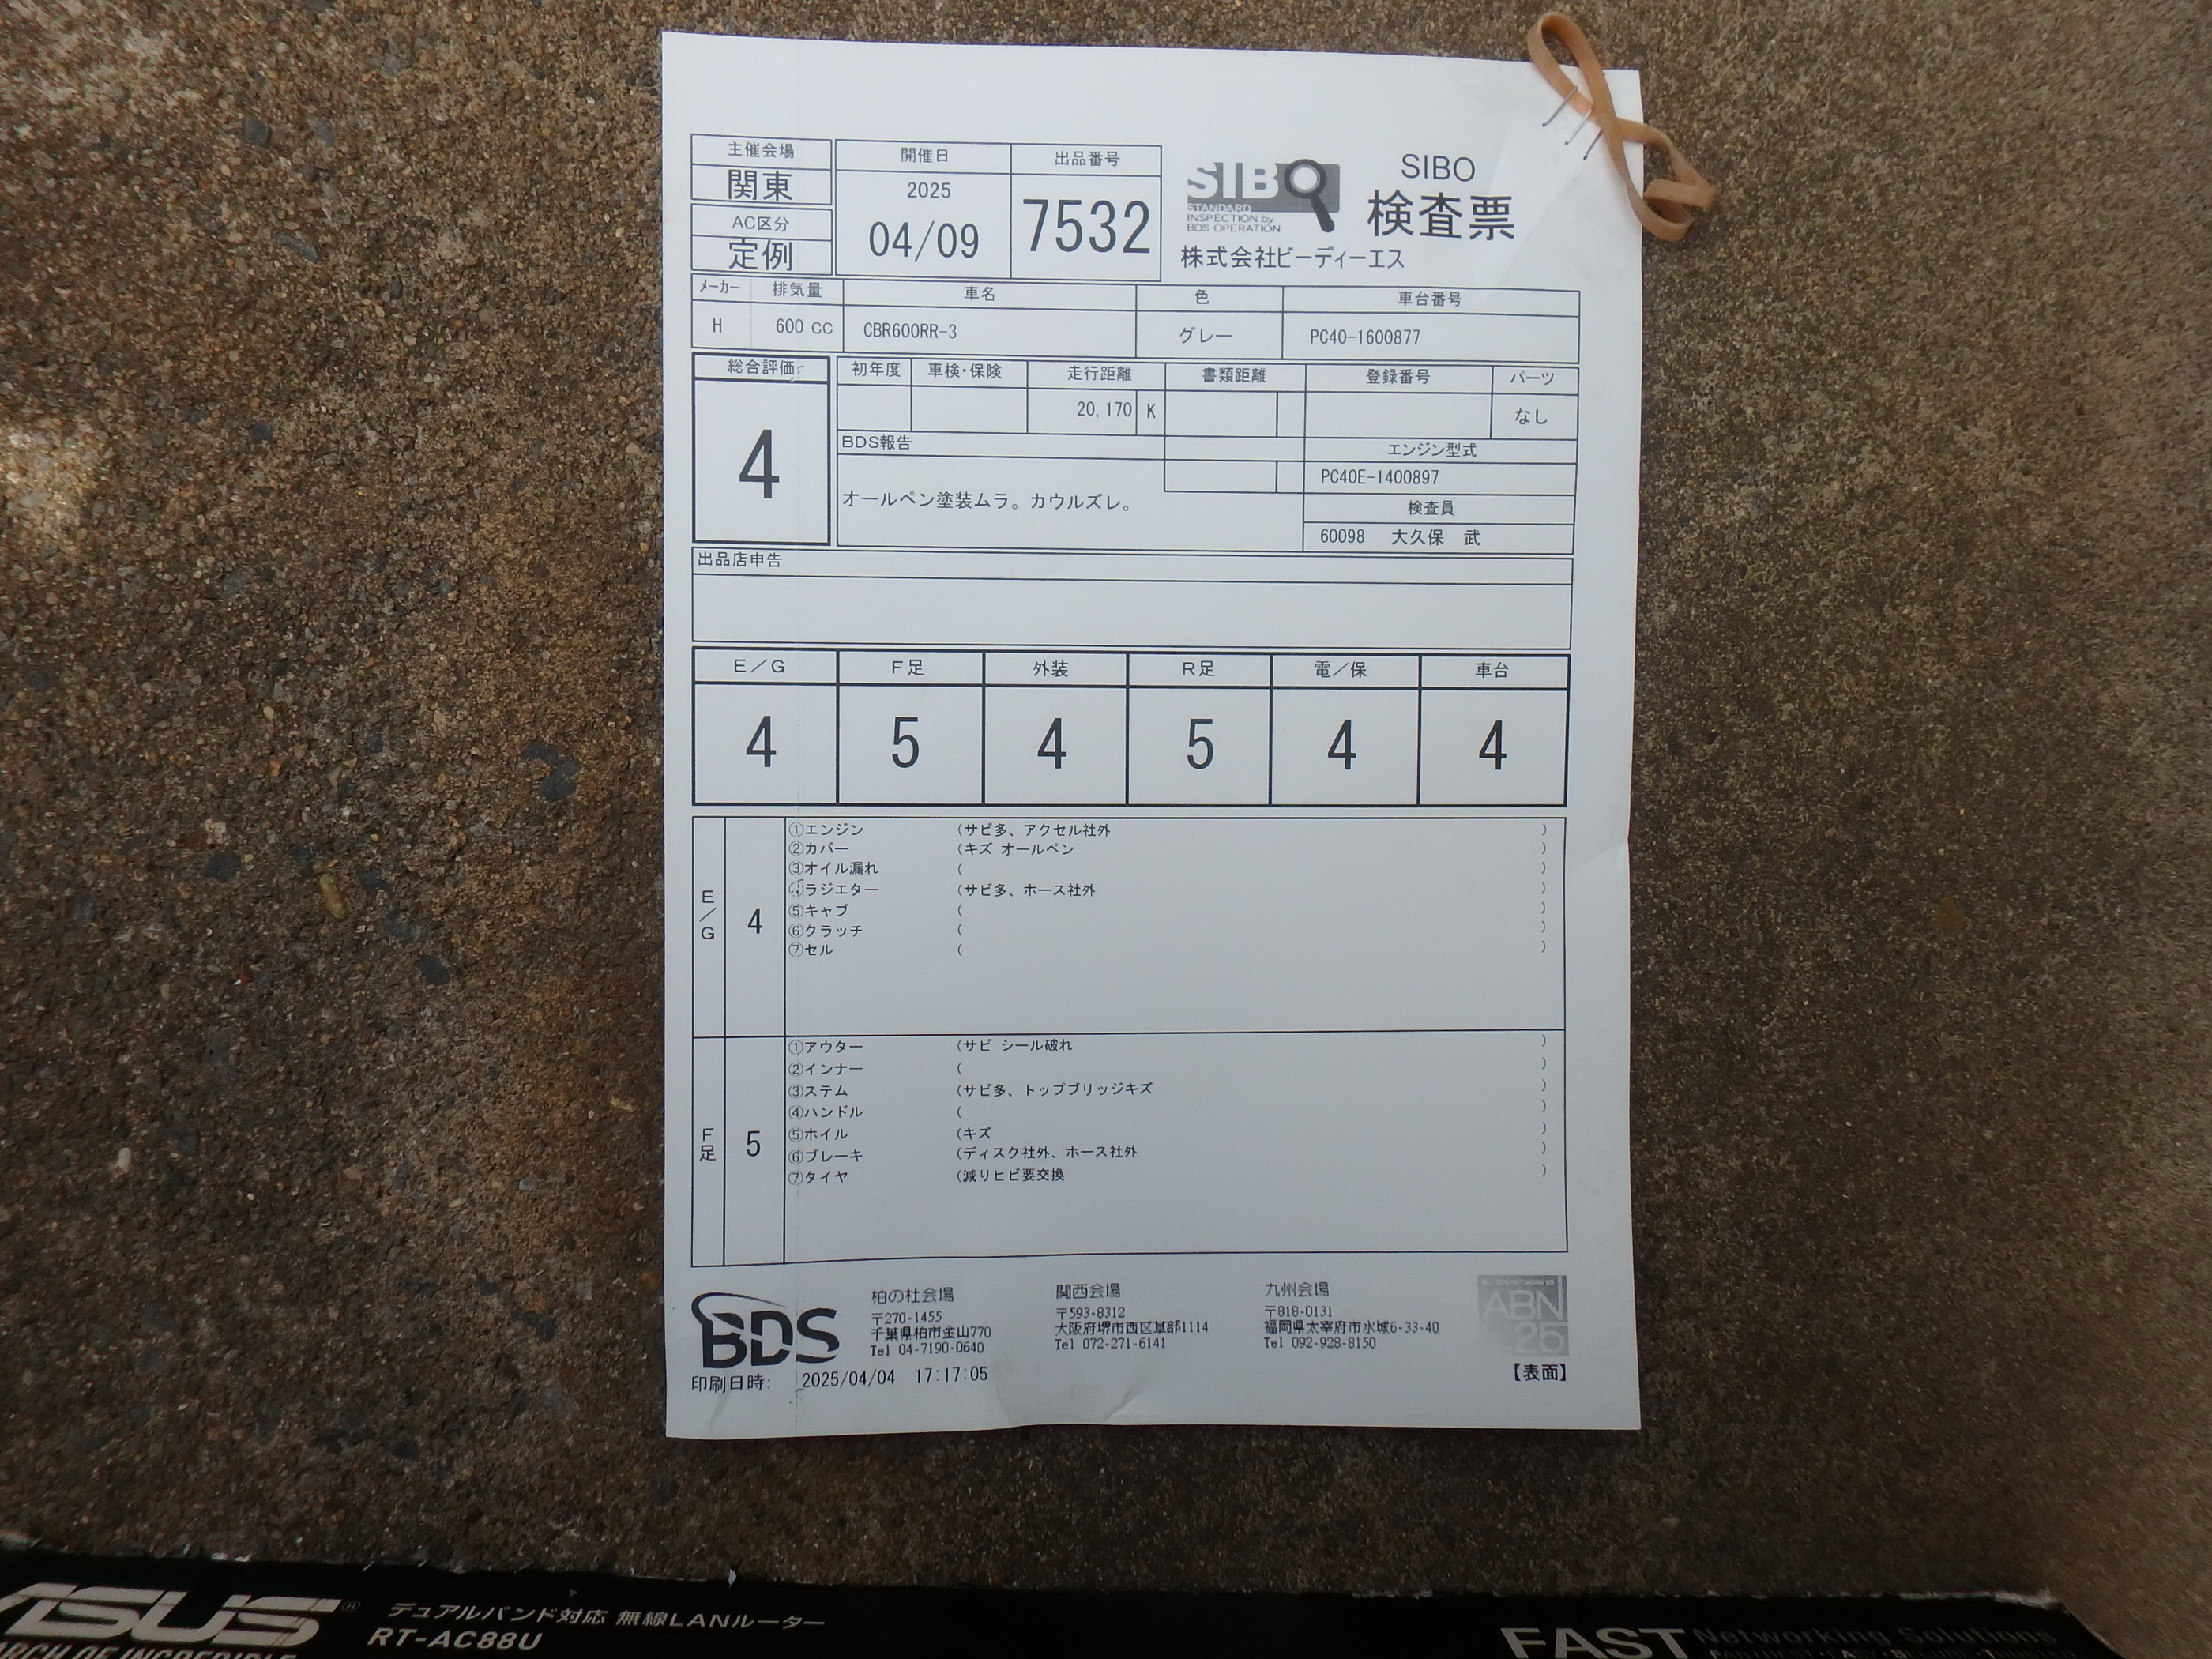 主催会場
関東
AC区分
定例
開催日
2025
04/09
出品番号
7532
SIBO
STANDARD
INSPECTION by
BDS OPERATION
SIBO
検査票
株式会社ビーディーエス
メーカー 排気量 車名 色 車台番号
H 600 cc CBR600RR-3 グレー PC40-1600877
総合評価
4
初年度 車検・保険 走行距離 書類距離 登録番号 パーツ
20,170 K なし
BDS報告
オールペン塗装ムラ。カウルズレ。
エンジン型式
PC40E-1400897
検査員
60098 大久保 武
出品店申告
E/G F足 外装 R足 電/保 車台
4 5 4 5 4 4
E/G
4
①エンジン (サビ多、アクセル社外 )
②カバー (キズ オールペン )
③オイル漏れ ( )
④ラジエター (サビ多、ホース社外 )
⑤キャブ ( )
⑥クラッチ ( )
⑦セル ( )
F足
5
①アウター (サビ シール破れ )
②インナー ( )
③ステム (サビ多、トップブリッジキズ )
④ハンドル ( )
⑤ホイル (キズ )
⑥ブレーキ (ディスク社外、ホース社外 )
⑦タイヤ (減りヒビ要交換 )
BDS
柏の杜会場
〒270-1455
千葉県柏市金山770
Tel 04-7190-0640
関西会場
〒593-8312
大阪府堺市西区草部1114
Tel 072-271-6141
九州会場
〒818-0131
福岡県太宰府市水城6-33-40
Tel 092-928-8150
ABN
25
印刷日時: 2025/04/04 17:17:05
【表面】
ASUS®
デュアルバンド対応 無線LANルーター
RT-AC88U
FAST Networking Solutions